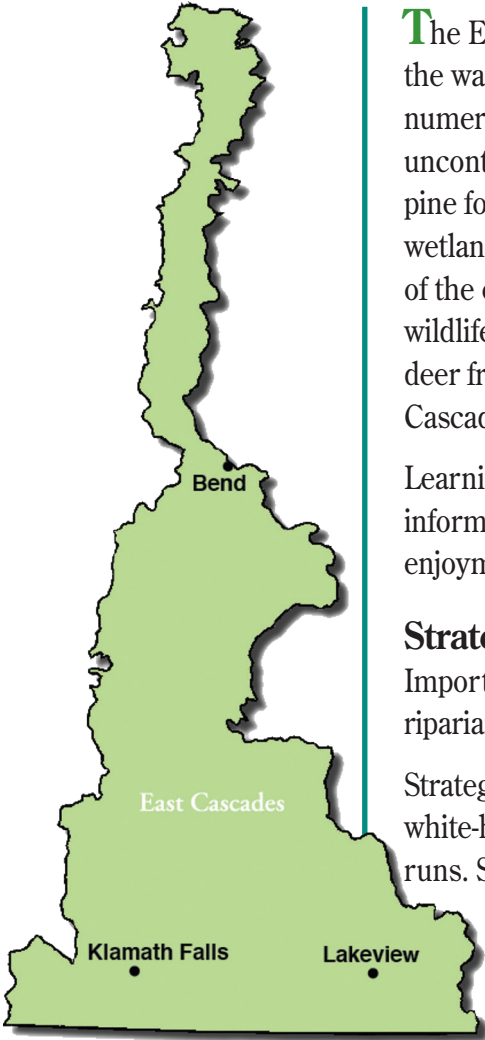 Bend
East Cascades
Klamath Falls
Lakeview
The E
the wa
numer
uncont
pine fo
wetlan
of the
wildlife
deer fr
Cascad
Learni
inform
enjoym
Strate
Import
riparia
Strateg
white-h
runs. S